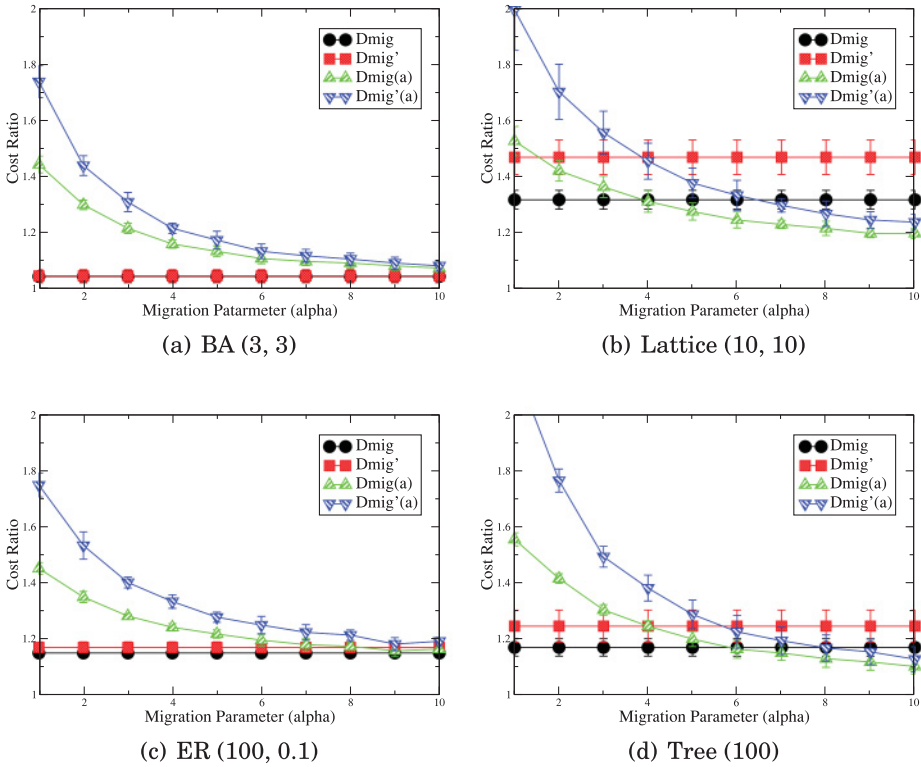 2
1.8
1.6
1.4
1.2
1
Cost Ratio
Dmig
Dmig'
Dmig(a)
Dmig'(a)
2 4 6 8 10
Migration Patarmeter (alpha)
(a) BA (3, 3)
2
1.8
1.6
1.4
1.2
1
Cost Ratio
Dmig
Dmig'
Dmig(a)
Dmig'(a)
2 4 6 8 10
Migration Parameter (alpha)
(b) Lattice (10, 10)
2
1.8
1.6
1.4
1.2
1
Cost Ratio
Dmig
Dmig'
Dmig(a)
Dmig'(a)
2 4 6 8 10
Migration Parameter (alpha)
(c) ER (100, 0.1)
2
1.8
1.6
1.4
1.2
1
Cost Ratio
Dmig
Dmig'
Dmig(a)
Dmig'(a)
2 4 6 8 10
Migration Parameter (alpha)
(d) Tree (100)